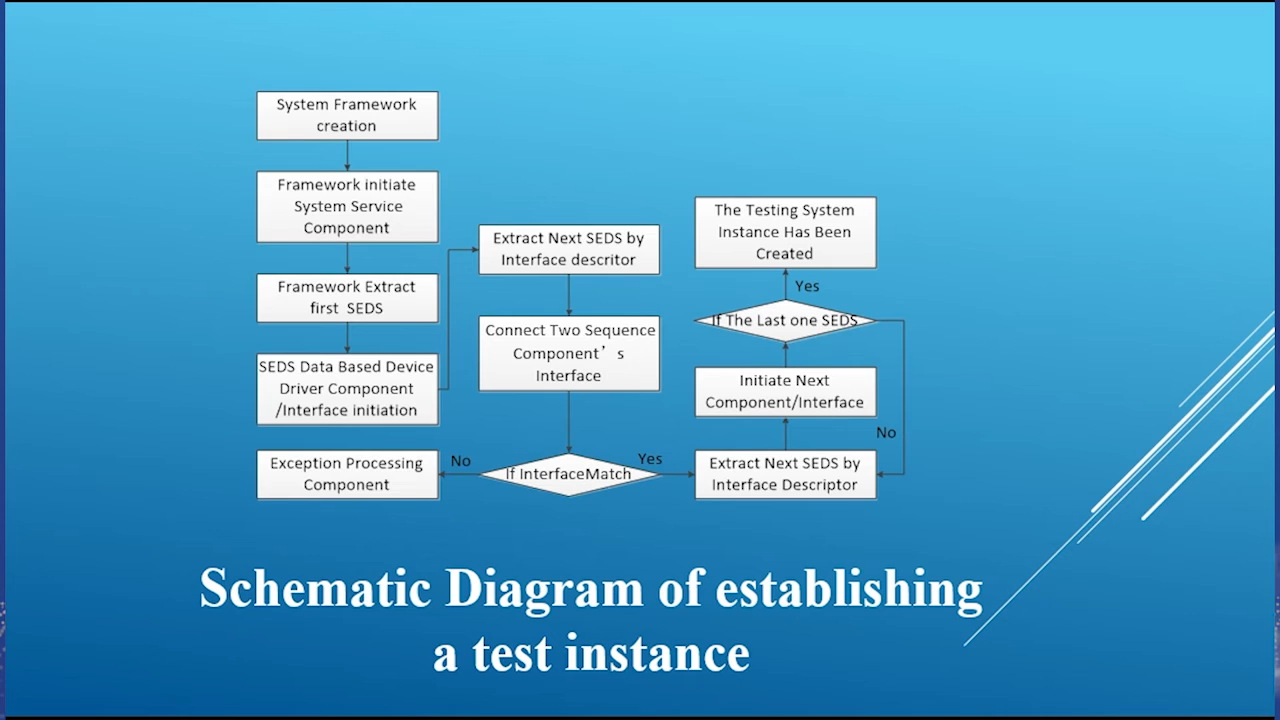 System Framework
creation
Framework initiate
System Service
Component
Framework Extract
first SEDS
SEDS Data Based Device
Driver Component
/Interface initiation
Exception Processing
Component
No
Extract Next SEDS by
Interface descritor
Connect Two Sequence
Component’s
Interface
If InterfaceMatch
Yes
The Testing System
Instance Has Been
Created
Yes
If The Last one SEDS
Initiate Next
Component/Interface
No
Extract Next SEDS by
Interface Descriptor
Schematic Diagram of establishing
a test instance